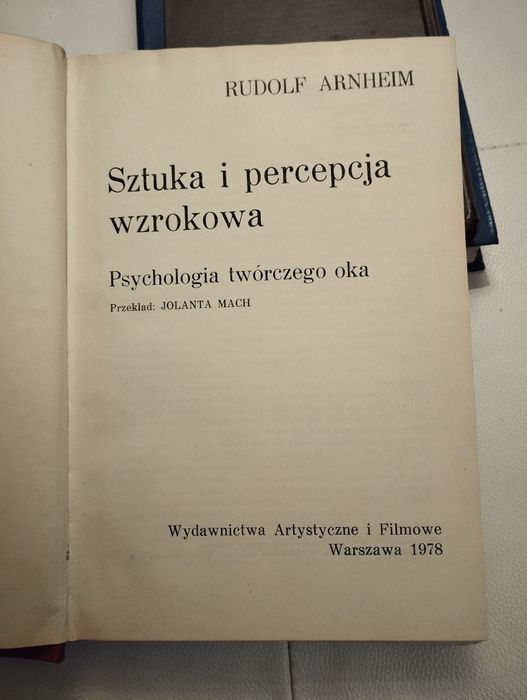 RUDOLF ARNHEIM
Sztuka i percepcja
wzrokowa
Psychologia twórczego oka
Przekład: JOLANTA MACH
Wydawnictwa Artystyczne i Filmowe
Warszawa 1978